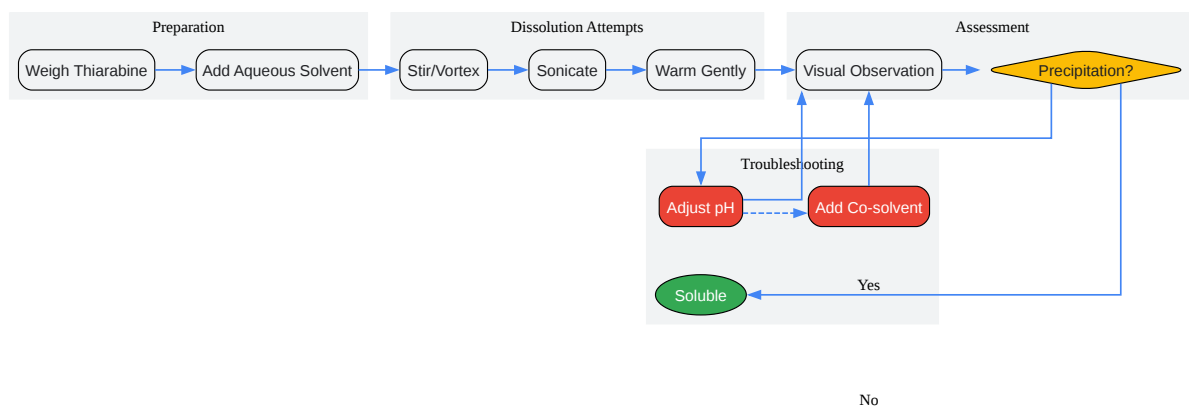 Preparation
Dissolution Attempts
Assessment
Weigh Thiarabine
Add Aqueous Solvent
Stir/Vortex
Sonicate
Warm Gently
Visual Observation
Precipitation?
Troubleshooting
Adjust pH
Add Co-solvent
Yes
Soluble
No